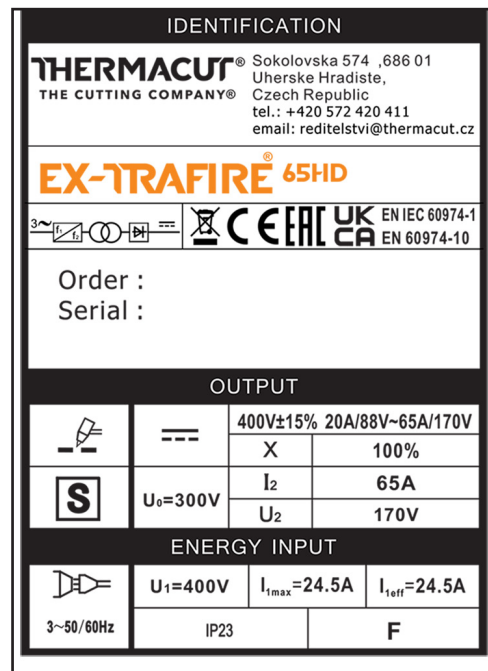 IDENTIFICATION
THERMACUT®
THE CUTTING COMPANY®
Sokolovska 574 ,686 01
Uherske Hradiste,
Czech Republic
tel.: +420 572 420 411
email: reditelstvi@thermacut.cz
EX-TRAFIRE® 65HD
3~ f₁ f₂
CE EAC UK CA EN IEC 60974-1
EN 60974-10
Order :
Serial :
OUTPUT
400V±15% 20A/88V~65A/170V
X 100%
S U₀=300V I₂ 65A
U₂ 170V
ENERGY INPUT
U₁=400V I₁max=24.5A I₁eff=24.5A
3~50/60Hz IP23 F